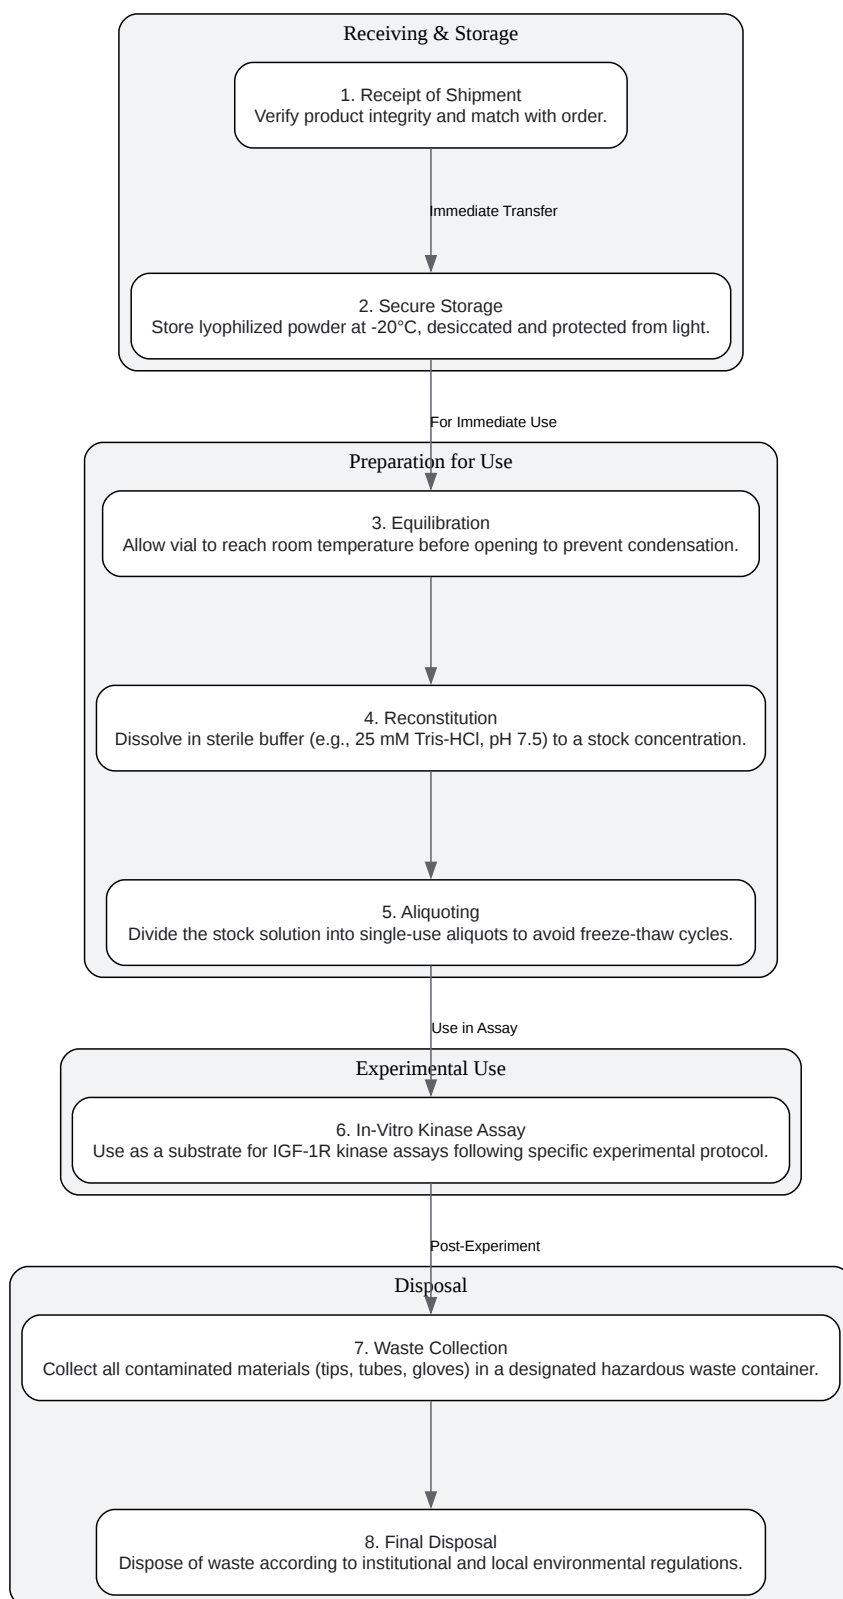 Receiving & Storage
1. Receipt of Shipment
Verify product integrity and match with order.
Immediate Transfer
2. Secure Storage
Store lyophilized powder at -20°C, desiccated and protected from light.
For Immediate Use
Preparation for Use
3. Equilibration
Allow vial to reach room temperature before opening to prevent condensation.
4. Reconstitution
Dissolve in sterile buffer (e.g., 25 mM Tris-HCl, pH 7.5) to a stock concentration.
5. Aliquoting
Divide the stock solution into single-use aliquots to avoid freeze-thaw cycles.
Use in Assay
Experimental Use
6. In-Vitro Kinase Assay
Use as a substrate for IGF-1R kinase assays following specific experimental protocol.
Post-Experiment
Disposal
7. Waste Collection
Collect all contaminated materials (tips, tubes, gloves) in a designated hazardous waste container.
8. Final Disposal
Dispose of waste according to institutional and local environmental regulations.